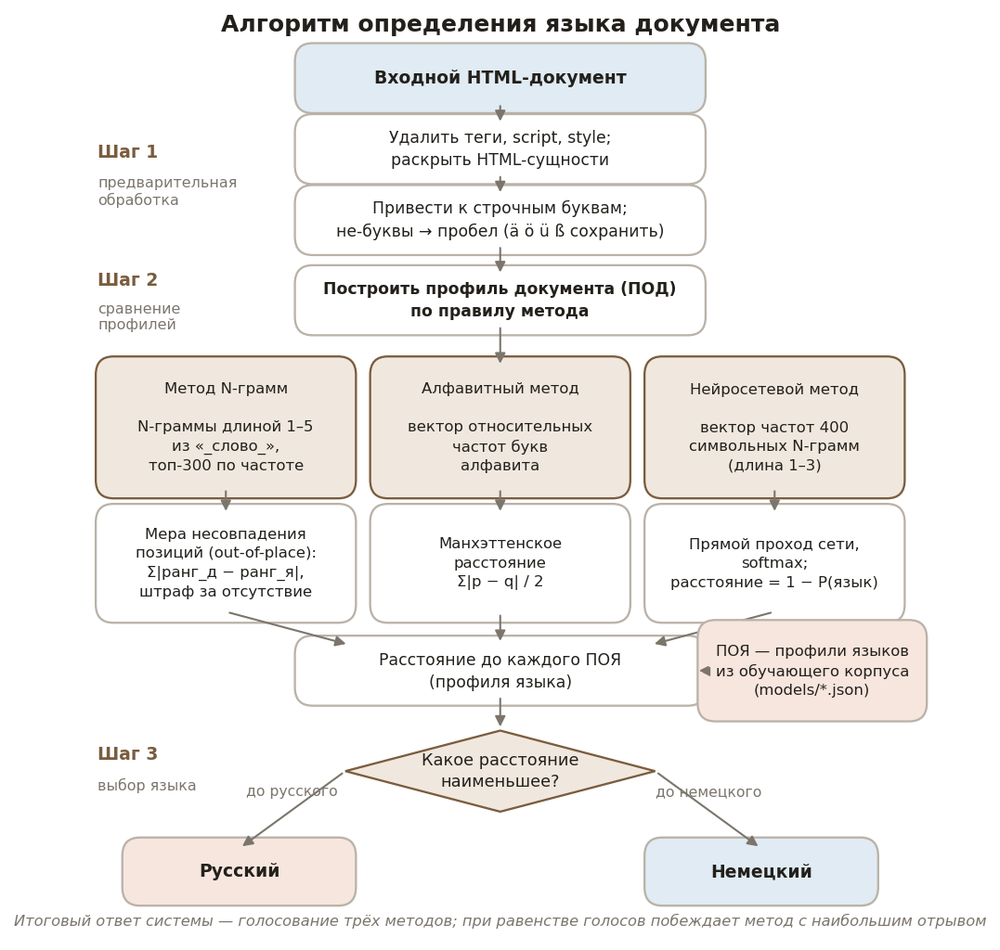 Алгоритм определения языка документа
Входной HTML-документ
Шаг 1
предварительная
обработка
Удалить теги, script, style;
раскрыть HTML-сущности
Привести к строчным буквам;
не-буквы → пробел (ä ö ü ß сохранить)
Шаг 2
сравнение
профилей
Построить профиль документа (ПОД)
по правилу метода
Метод N-грамм
N-граммы длиной 1–5
из «_слово_»,
топ-300 по частоте
Алфавитный метод
вектор относительных
частот букв
алфавита
Нейросетевой метод
вектор частот 400
символьных N-грамм
(длина 1–3)
Мера несовпадения
позиций (out-of-place):
Σ|ранг_д − ранг_я|,
штраф за отсутствие
Манхэттенское
расстояние
Σ|p − q| / 2
Прямой проход сети,
softmax;
расстояние = 1 − P(язык)
Расстояние до каждого ПОЯ
(профиля языка)
ПОЯ — профили языков
из обучающего корпуса
(models/*.json)
Шаг 3
выбор языка
Какое расстояние
наименьшее?
до русского
до немецкого
Русский
Немецкий
Итоговый ответ системы — голосование трёх методов; при равенстве голосов побеждает метод с наибольшим отрывом